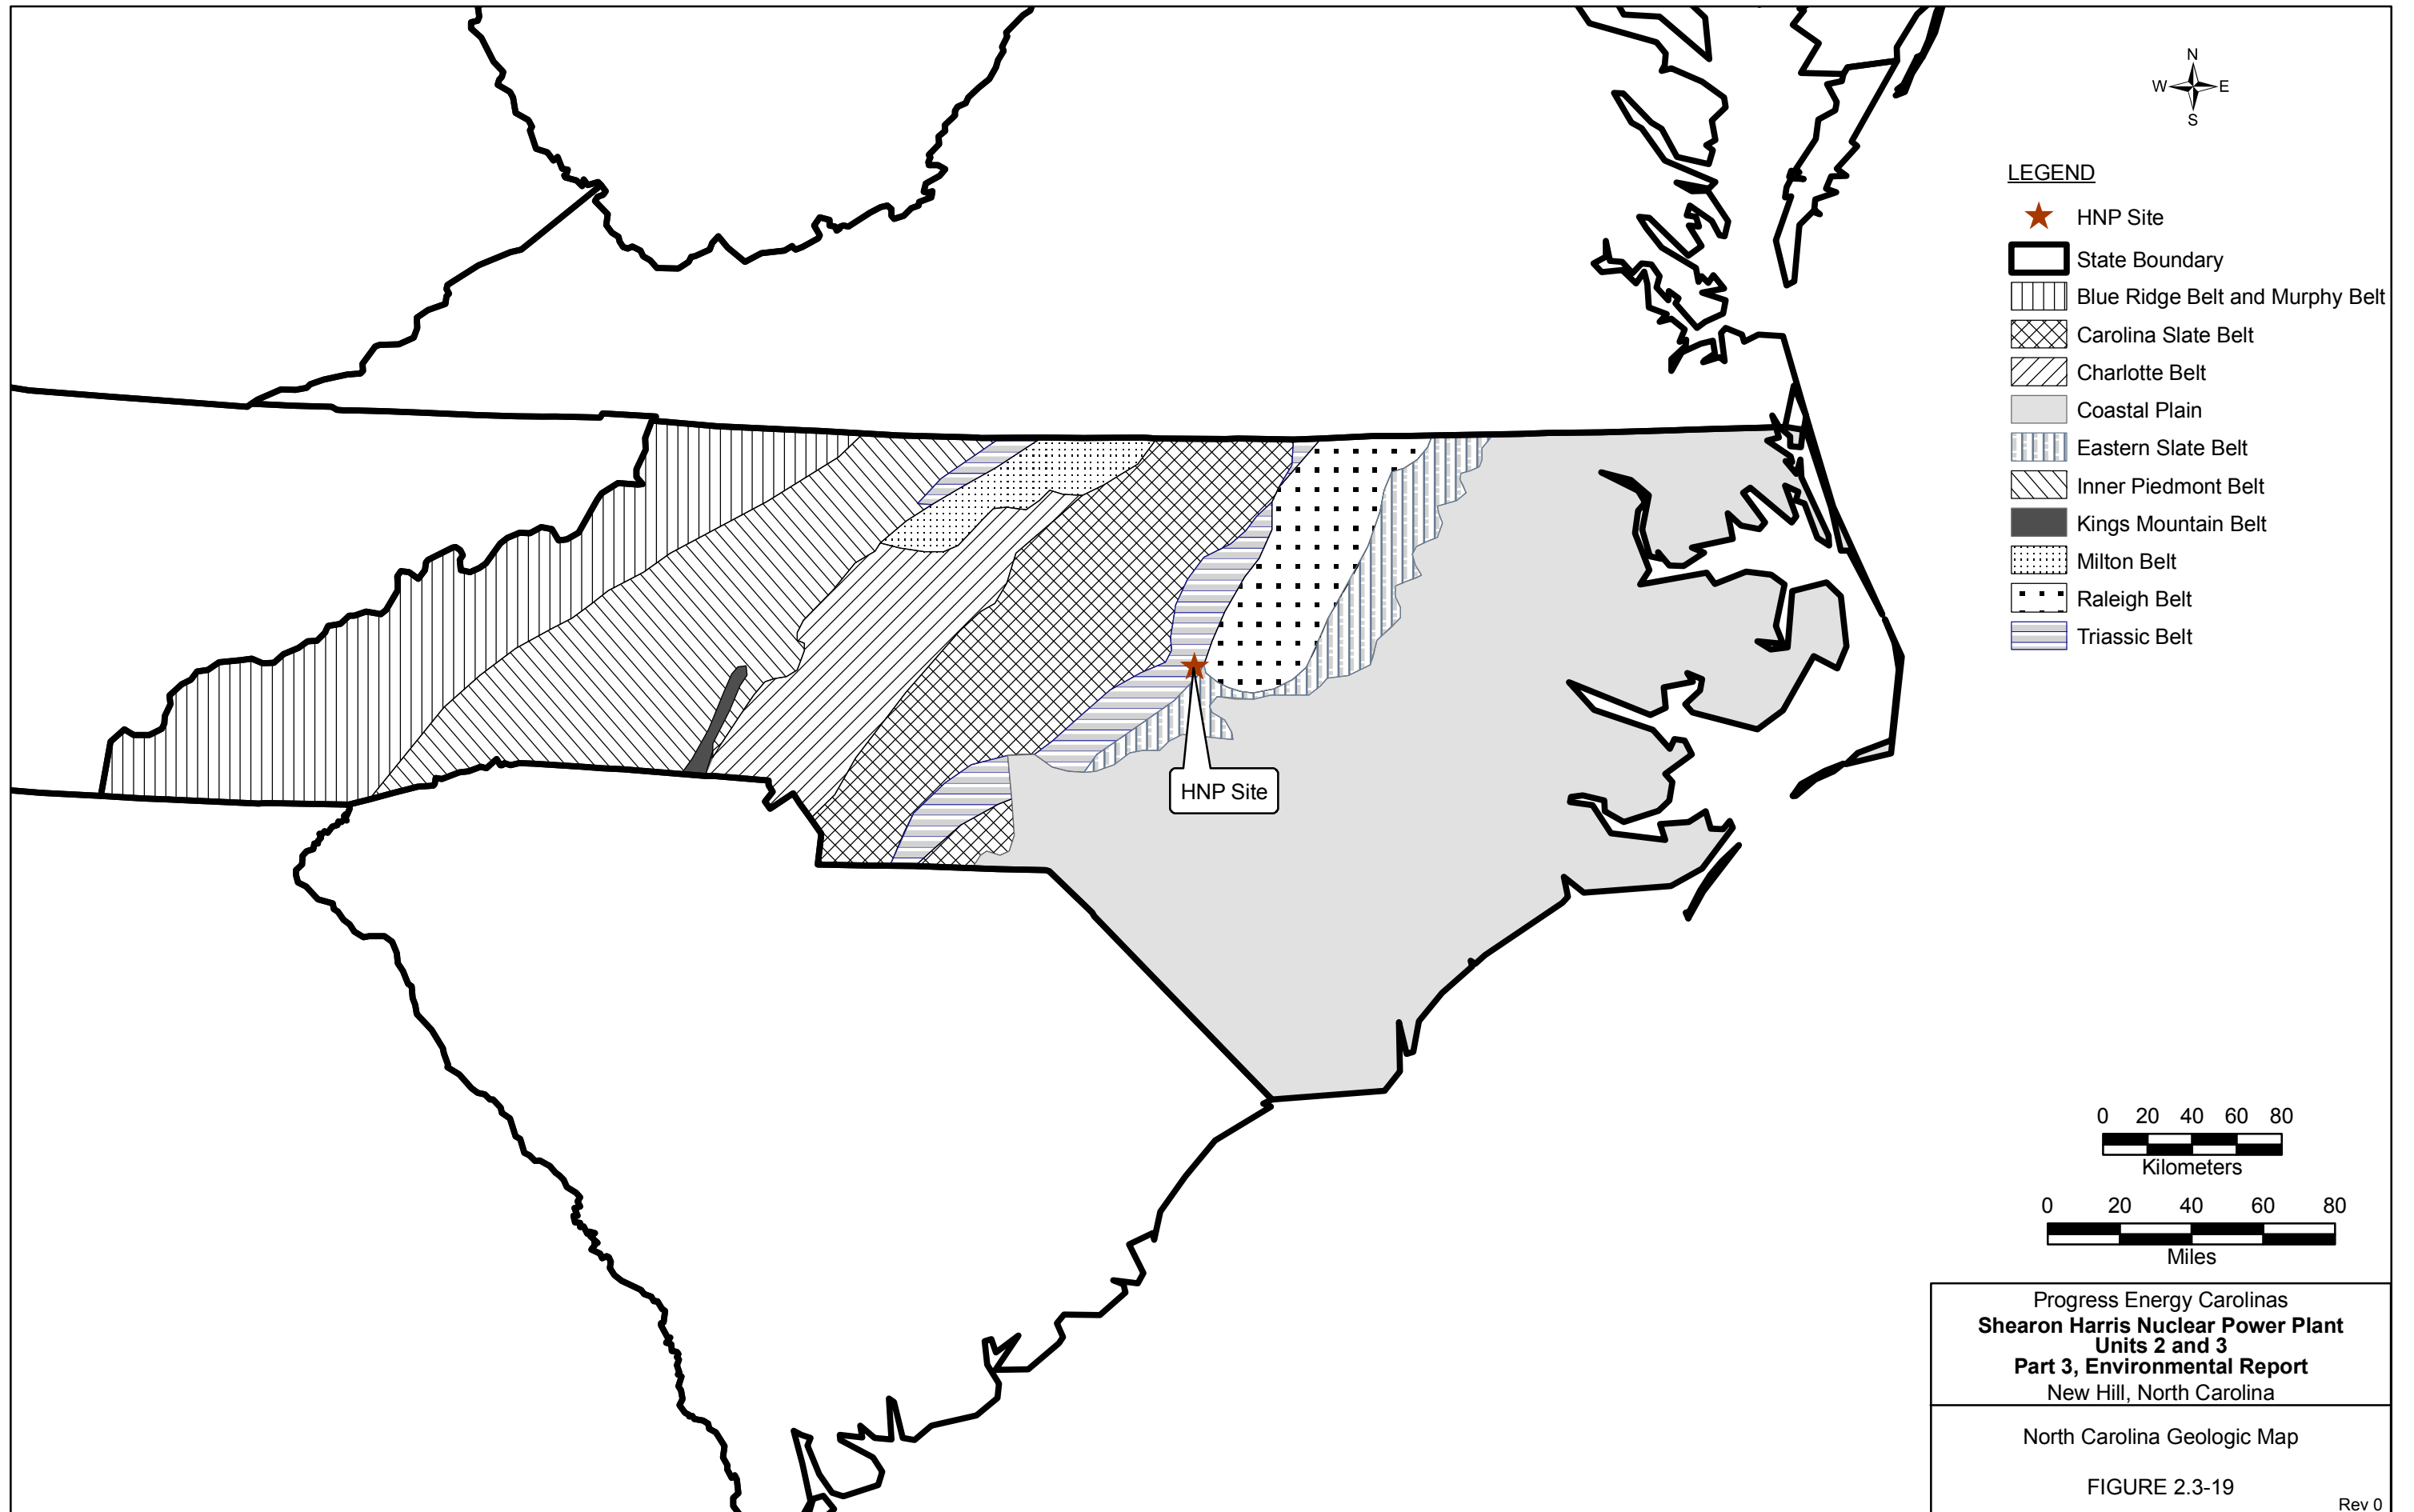 N
W E
S
LEGEND
HNP Site
State Boundary
Blue Ridge Belt and Murphy Belt
Carolina Slate Belt
Charlotte Belt
Coastal Plain
Eastern Slate Belt
Inner Piedmont Belt
Kings Mountain Belt
Milton Belt
Raleigh Belt
Triassic Belt
HNP Site
0 20 40 60 80
Kilometers
0 20 40 60 80
Miles
Progress Energy Carolinas
Shearon Harris Nuclear Power Plant
Units 2 and 3
Part 3, Environmental Report
New Hill, North Carolina
North Carolina Geologic Map
FIGURE 2.3-19
Rev 0